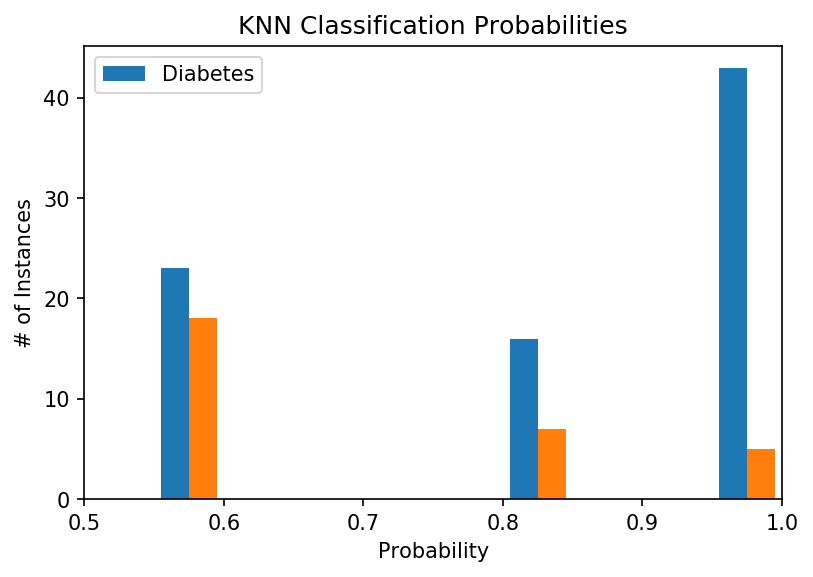 KNN Classification Probabilities
Diabetes
# of Instances
40
30
20
10
0
0.5 0.6 0.7 0.8 0.9 1.0
Probability